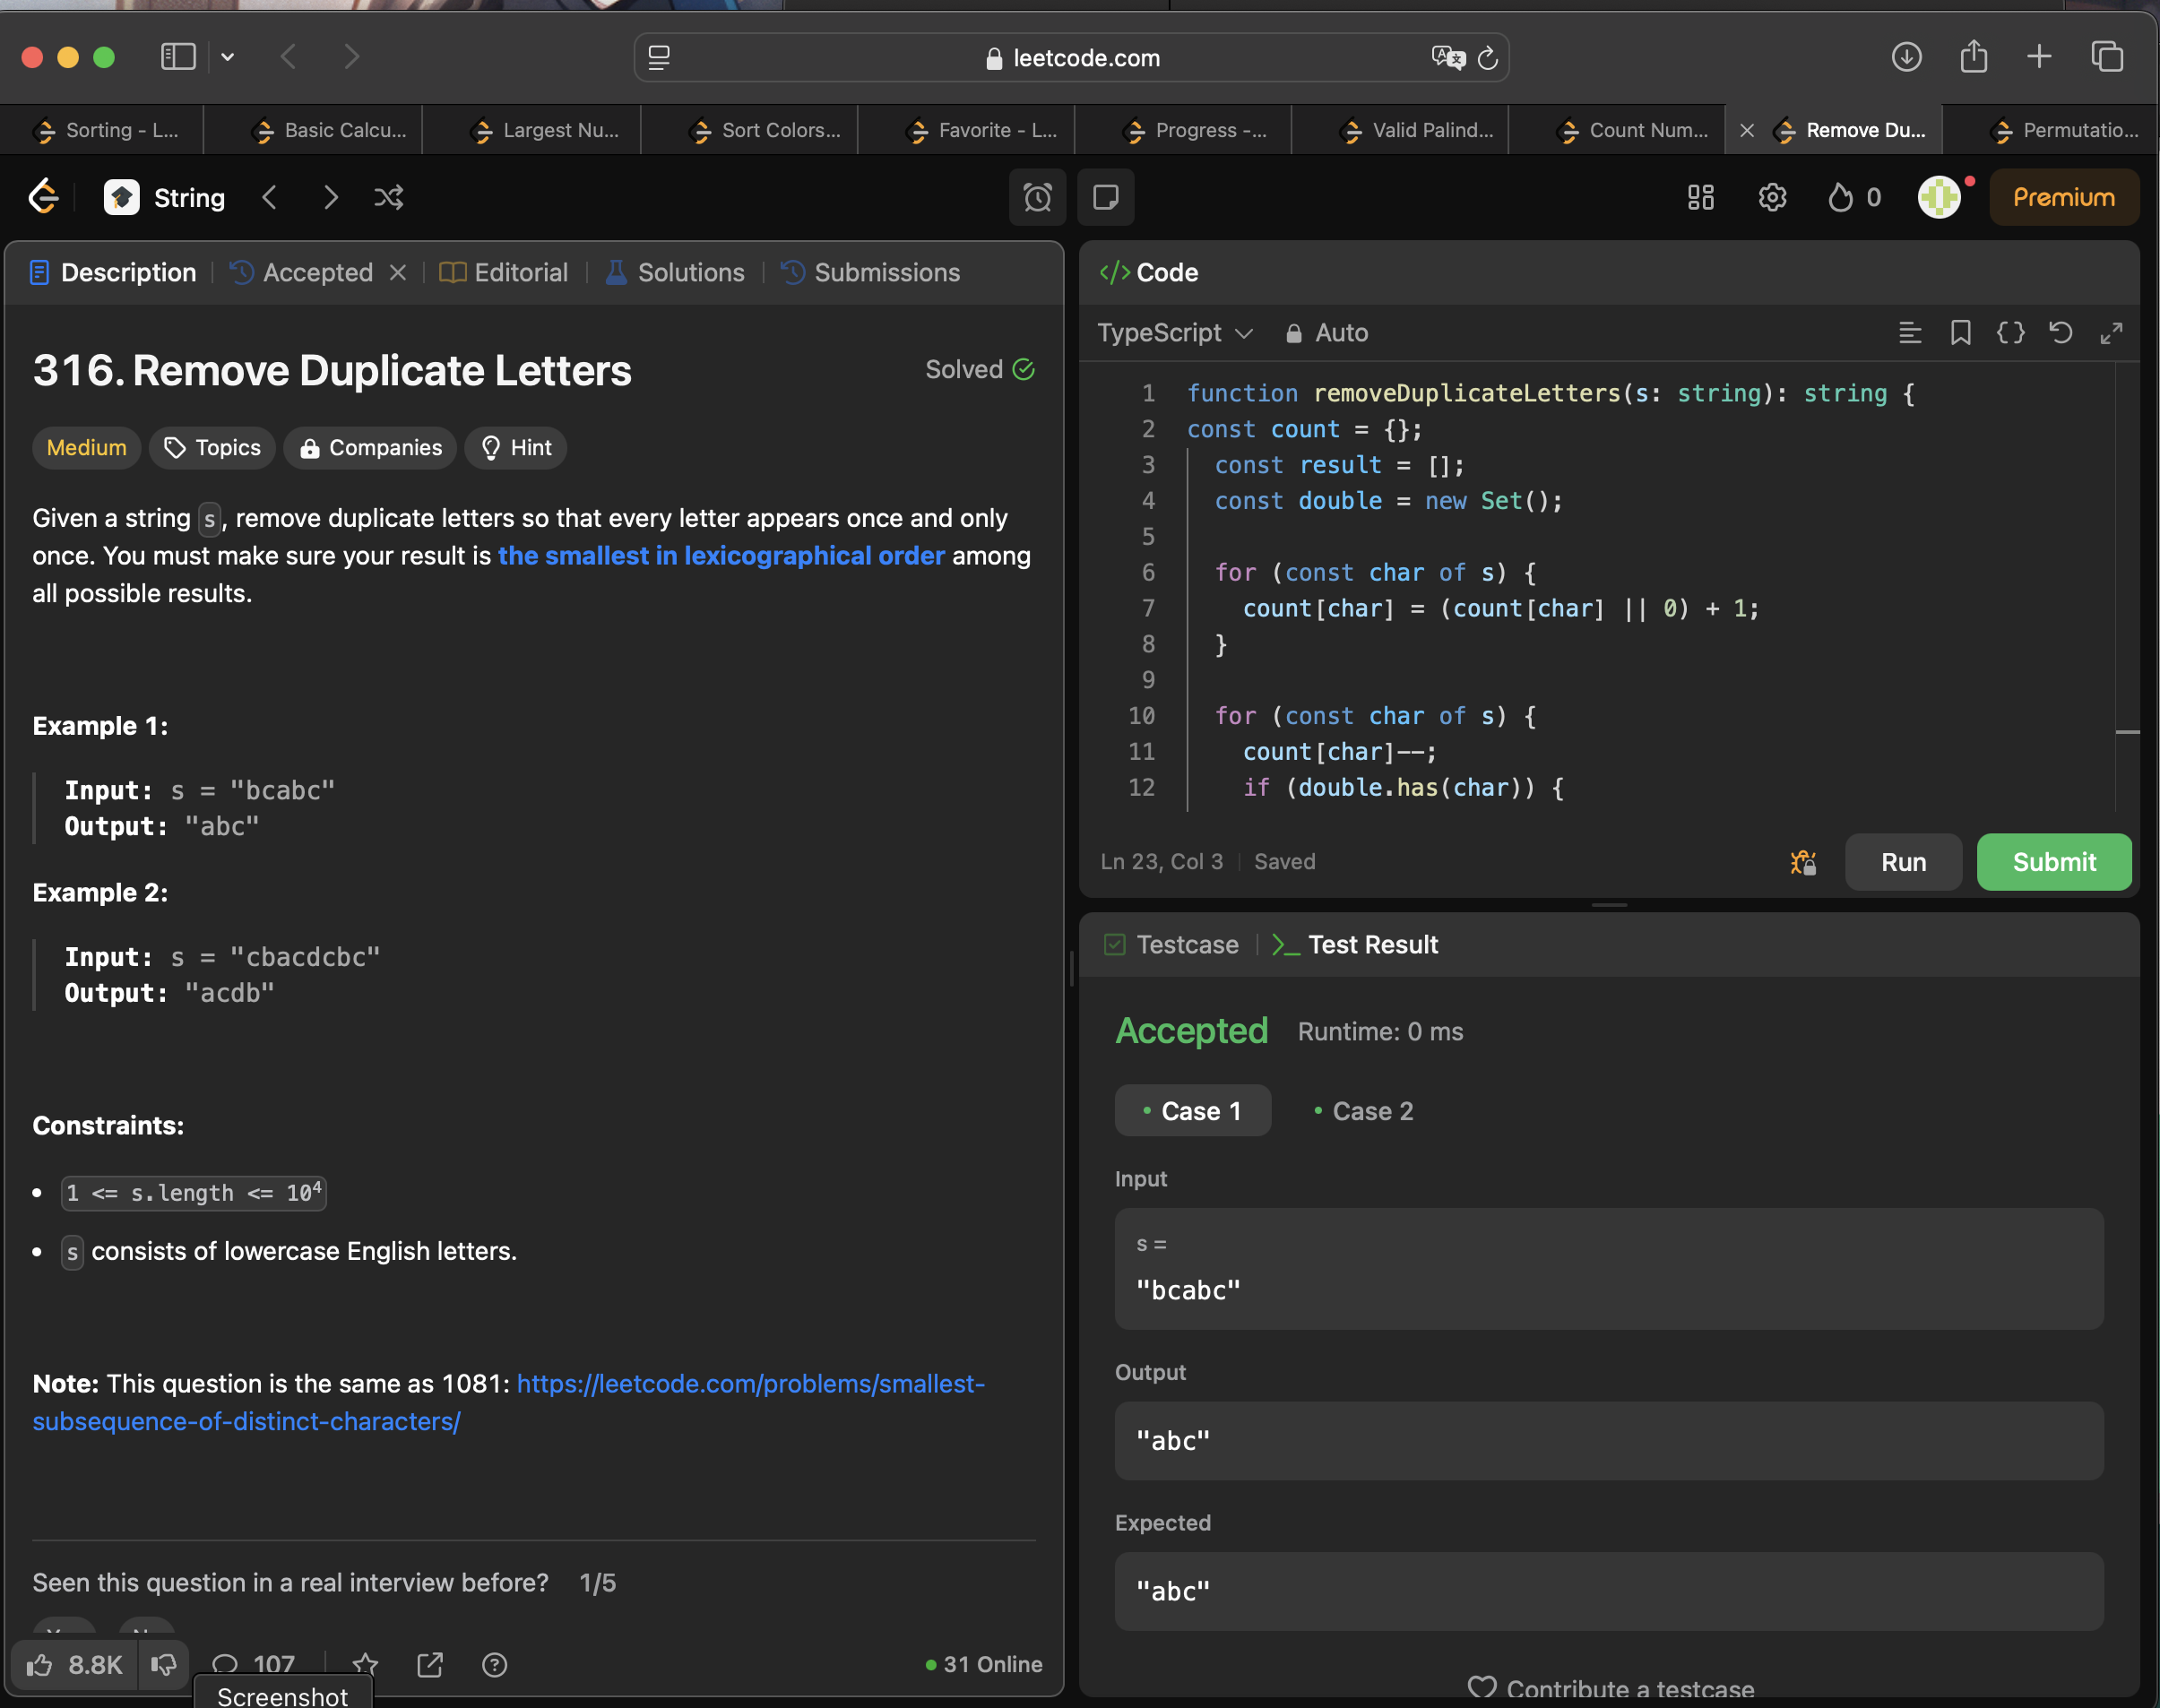 leetcode.com
Sorting - L...
Basic Calcu...
Largest Nu...
Sort Colors...
Favorite - L...
Progress -...
Valid Palind...
Count Num...
Remove Du...
Permutatio...
String
0
Premium
Description
Accepted
Editorial
Solutions
Submissions
316. Remove Duplicate Letters
Solved
Medium
Topics
Companies
Hint
Given a string s, remove duplicate letters so that every letter appears once and only
once. You must make sure your result is the smallest in lexicographical order among
all possible results.
Example 1:
Input: s = "bcabc"
Output: "abc"
Example 2:
Input: s = "cbacdcbc"
Output: "acdb"
Constraints:
• 1 <= s.length <= 10⁴
• s consists of lowercase English letters.
Note: This question is the same as 1081: https://leetcode.com/problems/smallest-
subsequence-of-distinct-characters/
Seen this question in a real interview before? 1/5
8.8K
107
31 Online
Screenshot
</> Code
TypeScript
Auto
1 function removeDuplicateLetters(s: string): string {
2 const count = {};
3 const result = [];
4 const double = new Set();
5
6 for (const char of s) {
7 count[char] = (count[char] || 0) + 1;
8 }
9
10 for (const char of s) {
11 count[char]--;
12 if (double.has(char)) {
Ln 23, Col 3
Saved
Run
Submit
Testcase
Test Result
Accepted
Runtime: 0 ms
• Case 1
• Case 2
Input
s =
"bcabc"
Output
"abc"
Expected
"abc"
Contribute a testcase